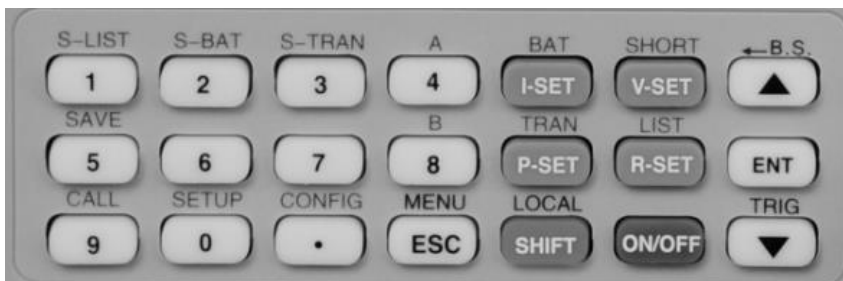 S-LIST S-BAT S-TRAN A BAT SHORT ←B.S.
1 2 3 4 I-SET V-SET ▲
SAVE B TRAN LIST
5 6 7 8 P-SET R-SET ENT
CALL SETUP CONFIG MENU LOCAL TRIG
9 0 • ESC SHIFT ON/OFF ▼